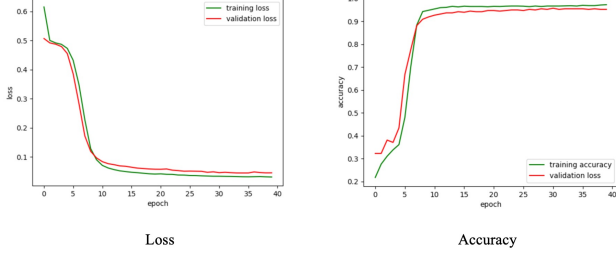 training loss
validation loss
0.6
0.5
0.4
0.3
0.2
0.1
loss
0 5 10 15 20 25 30 35 40
epoch
Loss
0.9
0.8
0.7
0.6
0.5
0.4
0.3
0.2
accuracy
training accuracy
validation loss
0 5 10 15 20 25 30 35 40
epoch
Accuracy